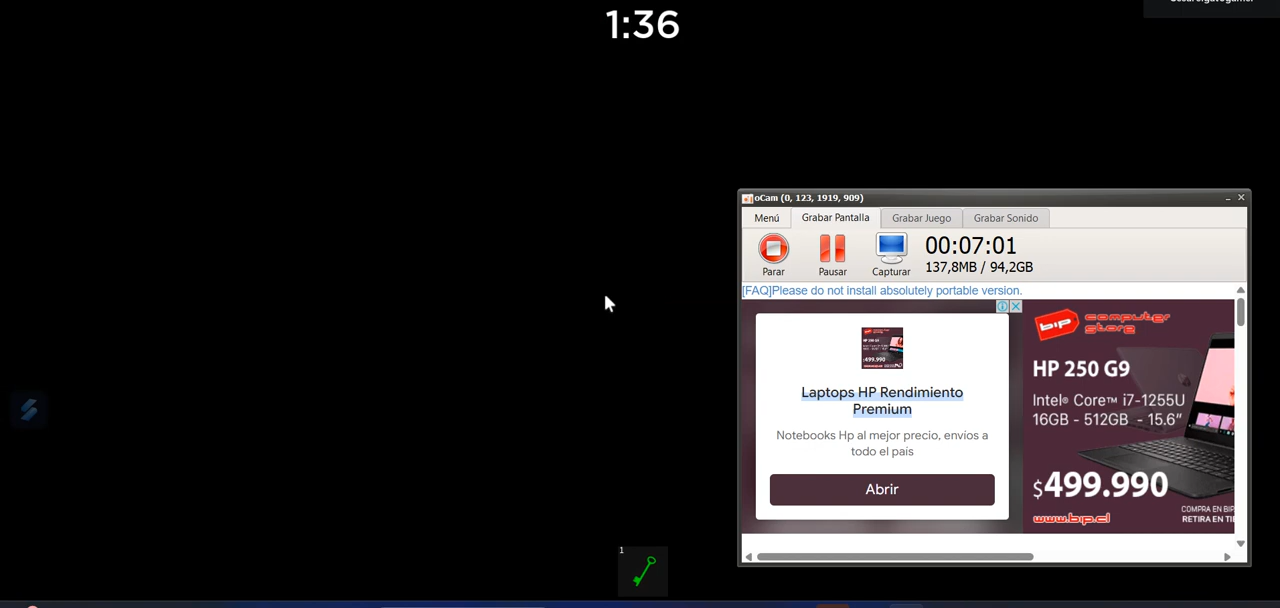 1:36
oCam (0, 123, 1919, 909)
Menú
Grabar Pantalla
Grabar Juego
Grabar Sonido
Parar
Pausar
Capturar
00:07:01
137,8MB / 94,2GB
[FAQ]Please do not install absolutely portable version.
Laptops HP Rendimiento
Premium
Notebooks Hp al mejor precio, envíos a
todo el país
Abrir
bip computer
store
HP 250 G9
Intel® Core™ i7-1255U
16GB - 512GB - 15.6"
$499.990
www.bip.cl
COMPRA EN BIP
RETIRA EN TI
1